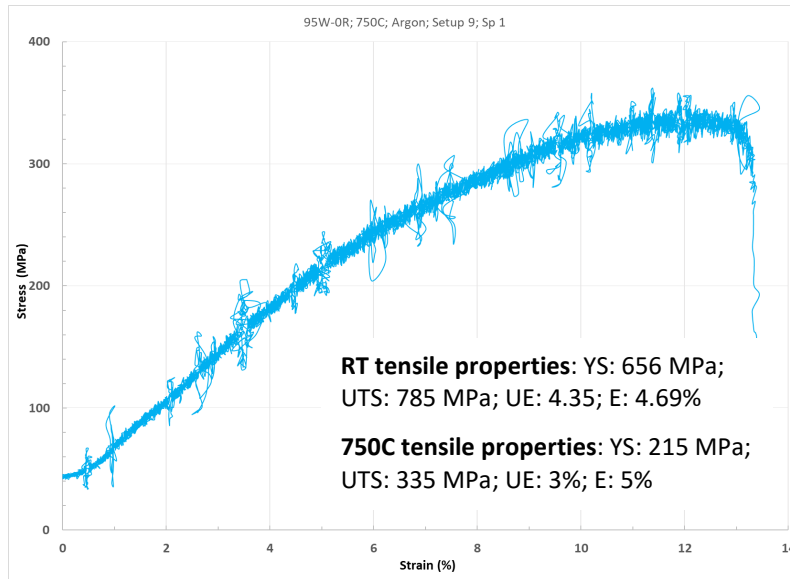 95W-0R; 750C; Argon; Setup 9; Sp 1
400
300
200
100
0
Stress (MPa)
RT tensile properties: YS: 656 MPa;
UTS: 785 MPa; UE: 4.35; E: 4.69%
750C tensile properties: YS: 215 MPa;
UTS: 335 MPa; UE: 3%; E: 5%
0 2 4 6 8 10 12 14
Strain (%)